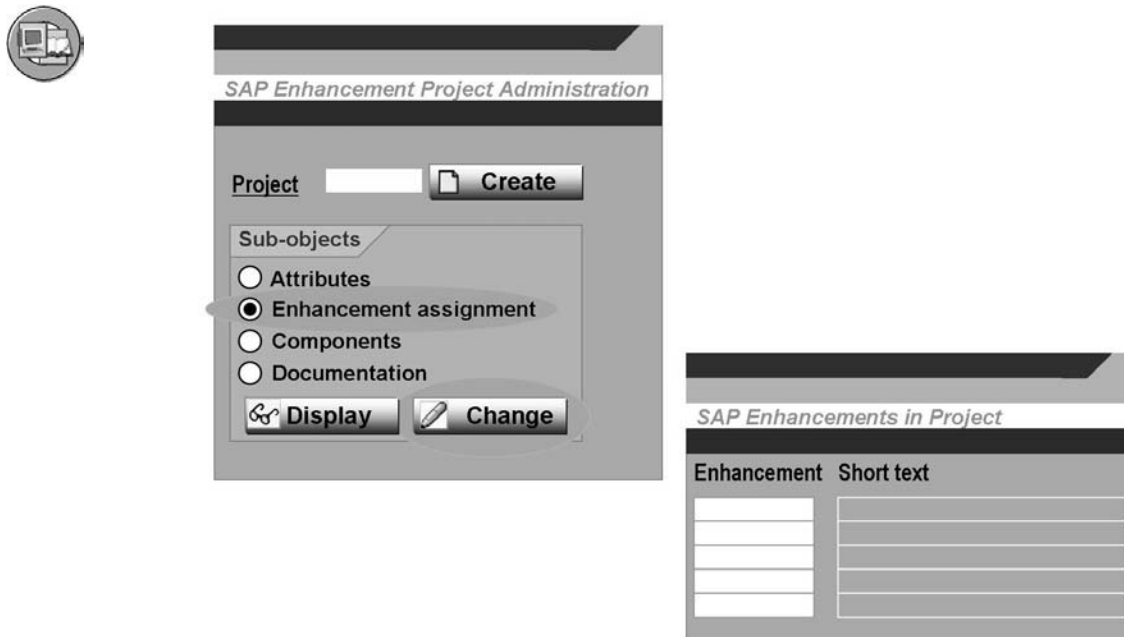 SAP Enhancement Project Administration
Project
Create
Sub-objects
Attributes
Enhancement assignment
Components
Documentation
Display
Change
SAP Enhancements in Project
Enhancement Short text